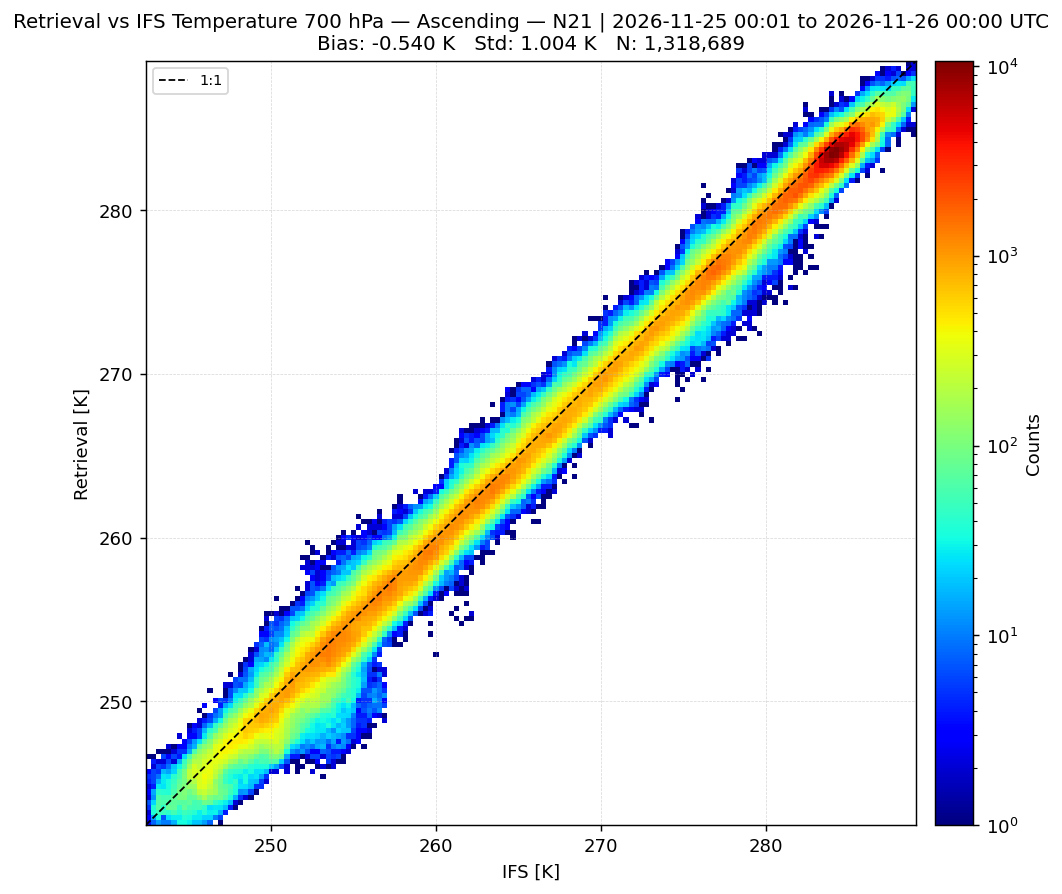 Retrieval vs IFS Temperature 700 hPa — Ascending — N21 | 2026-11-25 00:01 to 2026-11-26 00:00 UTC
Bias: -0.540 K   Std: 1.004 K   N: 1,318,689
1:1
280
270
260
250
Retrieval [K]
250
260
270
280
IFS [K]
10⁴
10³
10²
10¹
10⁰
Counts